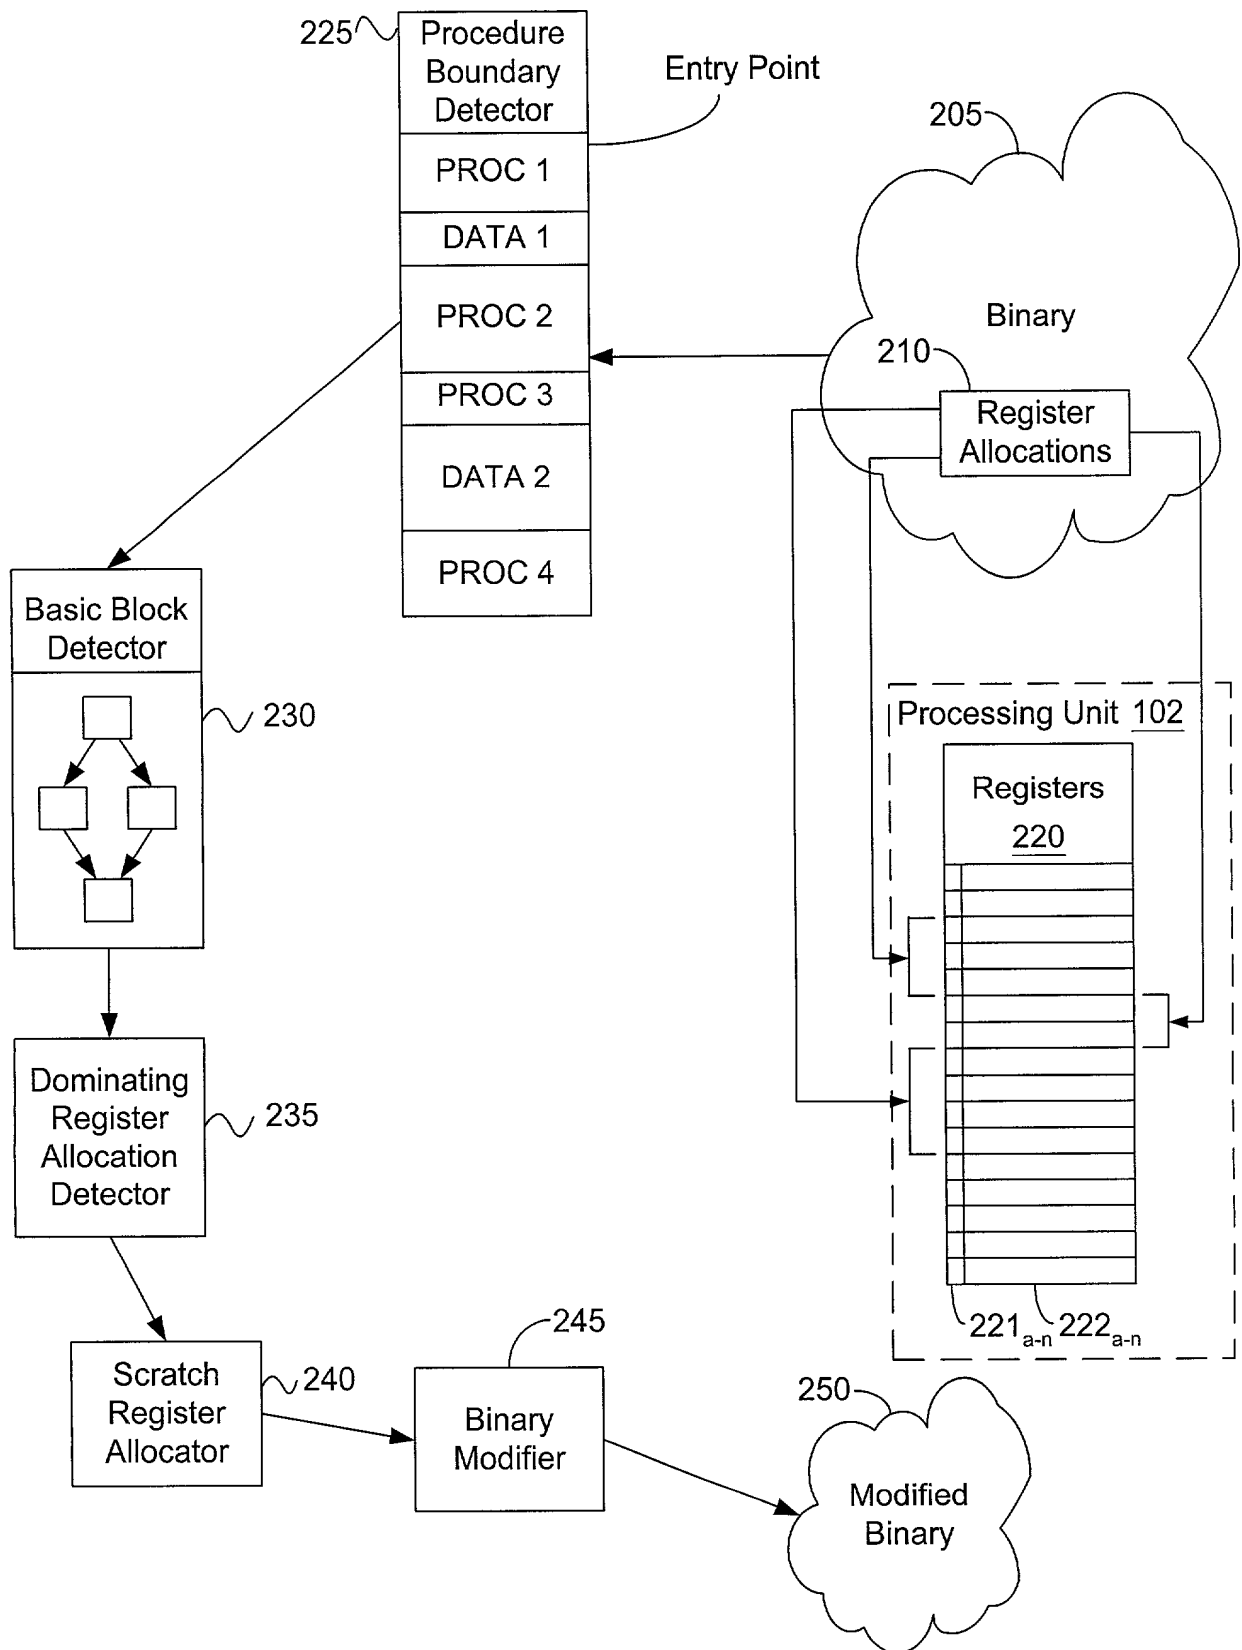 225
Procedure
Boundary
Detector
Entry Point
PROC 1
DATA 1
PROC 2
PROC 3
DATA 2
PROC 4
205
Binary
210
Register
Allocations
Basic Block
Detector
230
Processing Unit 102
Registers
220
221a-n
222a-n
Dominating
Register
Allocation
Detector
235
Scratch
Register
Allocator
240
245
Binary
Modifier
250
Modified
Binary